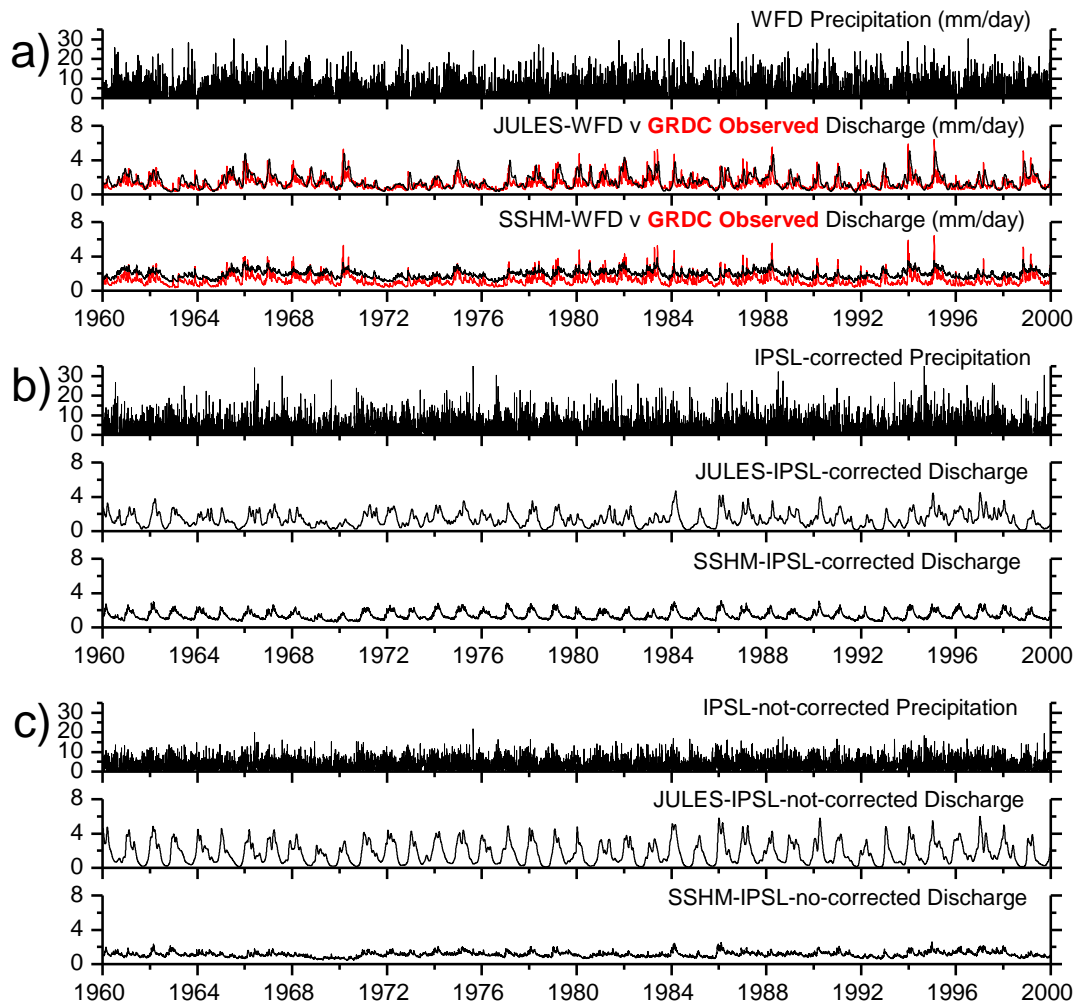 a)
WFD Precipitation (mm/day)
30
20
10
0
JULES-WFD v GRDC Observed Discharge (mm/day)
8
4
0
SSHM-WFD v GRDC Observed Discharge (mm/day)
8
4
0
1960 1964 1968 1972 1976 1980 1984 1988 1992 1996 2000
b)
IPSL-corrected Precipitation
30
20
10
0
JULES-IPSL-corrected Discharge
8
4
0
SSHM-IPSL-corrected Discharge
8
4
0
1960 1964 1968 1972 1976 1980 1984 1988 1992 1996 2000
c)
IPSL-not-corrected Precipitation
30
20
10
0
JULES-IPSL-not-corrected Discharge
8
4
0
SSHM-IPSL-no-corrected Discharge
8
4
0
1960 1964 1968 1972 1976 1980 1984 1988 1992 1996 2000